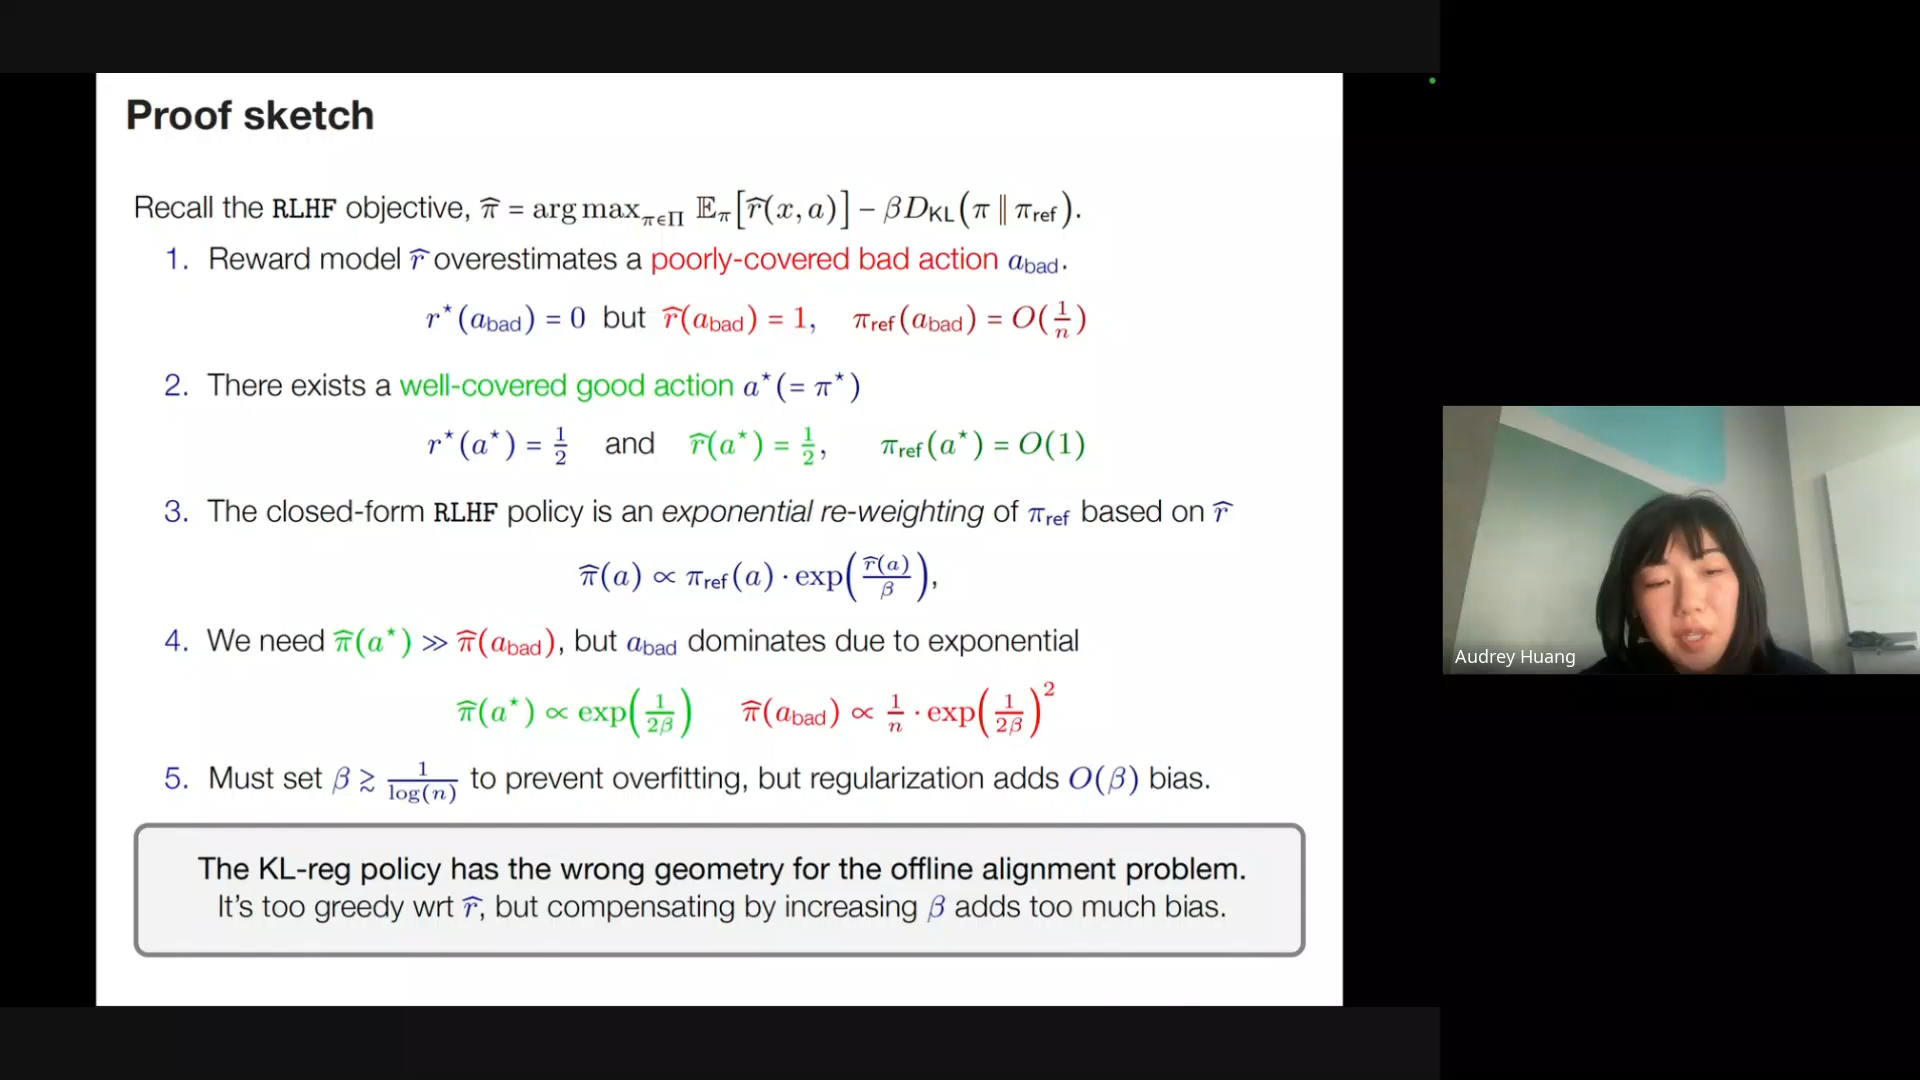 Proof sketch
Recall the RLHF objective, π̂ = arg max_{π∈Π} 𝔼_π[r̂(x, a)] − βD_KL(π ∥ π_ref).
1. Reward model r̂ overestimates a poorly-covered bad action a_bad.
r*(a_bad) = 0 but r̂(a_bad) = 1, π_ref(a_bad) = O(1/n)
2. There exists a well-covered good action a*(= π*)
r*(a*) = 1/2 and r̂(a*) = 1/2, π_ref(a*) = O(1)
3. The closed-form RLHF policy is an exponential re-weighting of π_ref based on r̂
π̂(a) ∝ π_ref(a) · exp(r̂(a)/β),
4. We need π̂(a*) ≫ π̂(a_bad), but a_bad dominates due to exponential
π̂(a*) ∝ exp(1/2β) π̂(a_bad) ∝ 1/n · exp(1/2β)²
5. Must set β ≳ 1/log(n) to prevent overfitting, but regularization adds O(β) bias.
The KL-reg policy has the wrong geometry for the offline alignment problem.
It's too greedy wrt r̂, but compensating by increasing β adds too much bias.
Audrey Huang